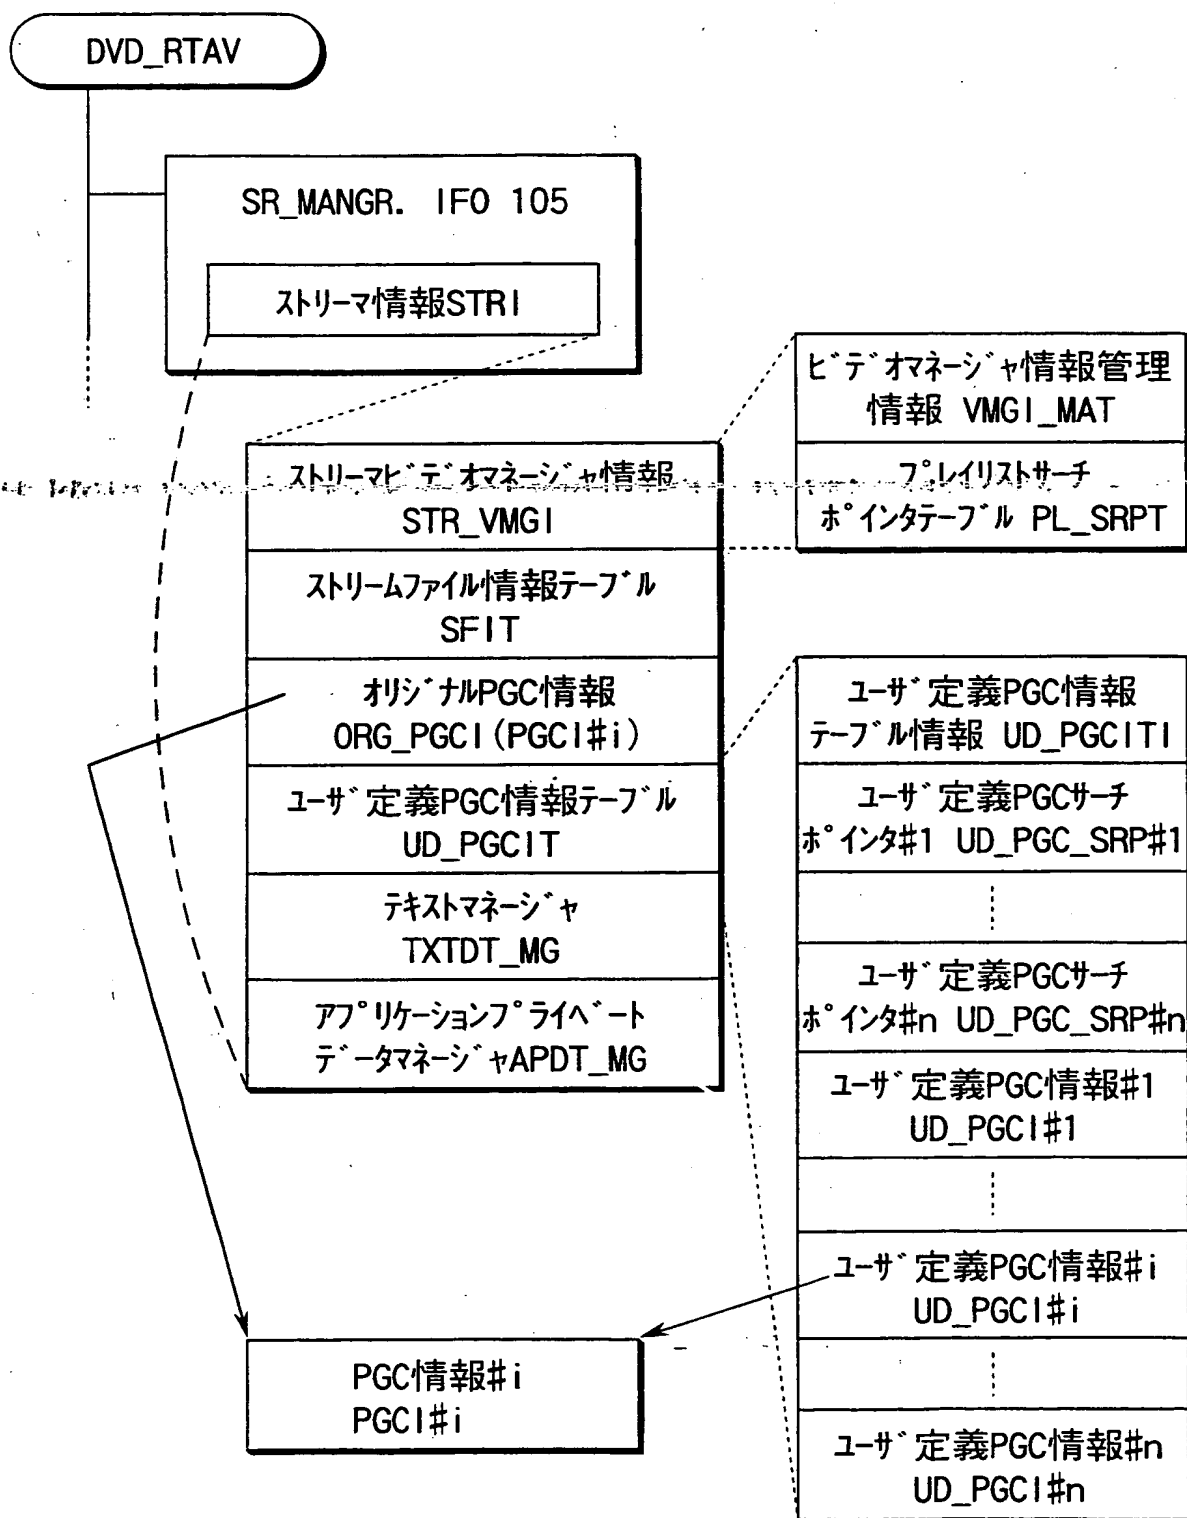 DVD_RTAV
SR_MANGR. IFO 105
ストリーマ情報STRI
ストリーマビデオマネージャ情報
STR_VMGI
ストリームファイル情報テーブル
SFIT
オリジナルPGC情報
ORG_PGCI(PGCI#i)
ユーザ定義PGC情報テーブル
UD_PGCIT
テキストマネージャ
TXTDT_MG
アプリケーションプライベート
データマネージャAPDT_MG
PGC情報#i
PGCI#i
ビデオマネージャ情報管理
情報 VMGI_MAT
プレイリストサーチ
ポインタテーブル PL_SRPT
ユーザ定義PGC情報
テーブル情報 UD_PGCITI
ユーザ定義PGCサーチ
ポインタ#1 UD_PGC_SRP#1
ユーザ定義PGCサーチ
ポインタ#n UD_PGC_SRP#n
ユーザ定義PGC情報#1
UD_PGCI#1
ユーザ定義PGC情報#i
UD_PGCI#i
ユーザ定義PGC情報#n
UD_PGCI#n